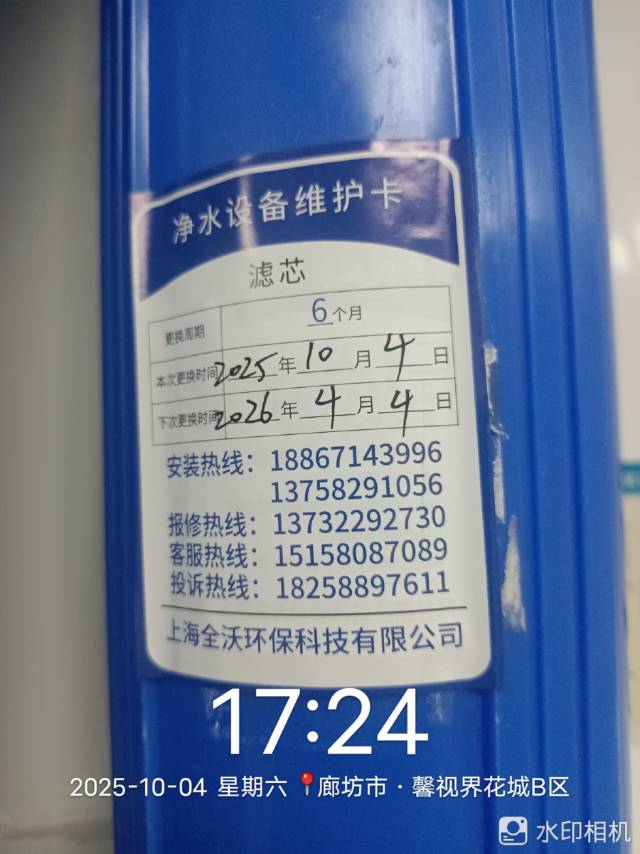 净水设备维护卡
滤芯
更换周期 6个月
本次更换时间 2025年10月4日
下次更换时间 2026年4月4日
安装热线：18867143996
13758291056
报修热线：13732292730
客服热线：15158087089
投诉热线：18258897611
上海全沃环保科技有限公司
17:24
2025-10-04 星期六 廊坊市·馨视界花城B区
水印相机